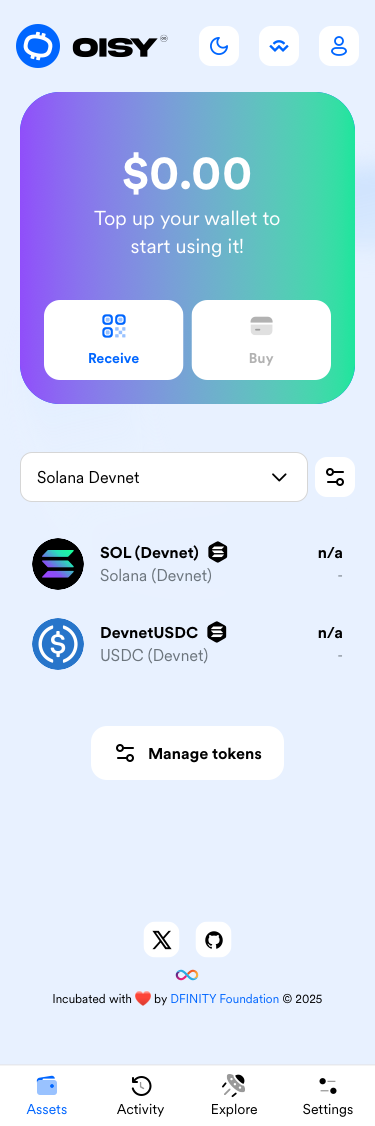 OISY
$0.00
Top up your wallet to
start using it!
Receive
Buy
Solana Devnet
SOL (Devnet)
n/a
Solana (Devnet)
-
DevnetUSDC
n/a
USDC (Devnet)
-
Manage tokens
Incubated with ❤️ by DFINITY Foundation © 2025
Assets
Activity
Explore
Settings